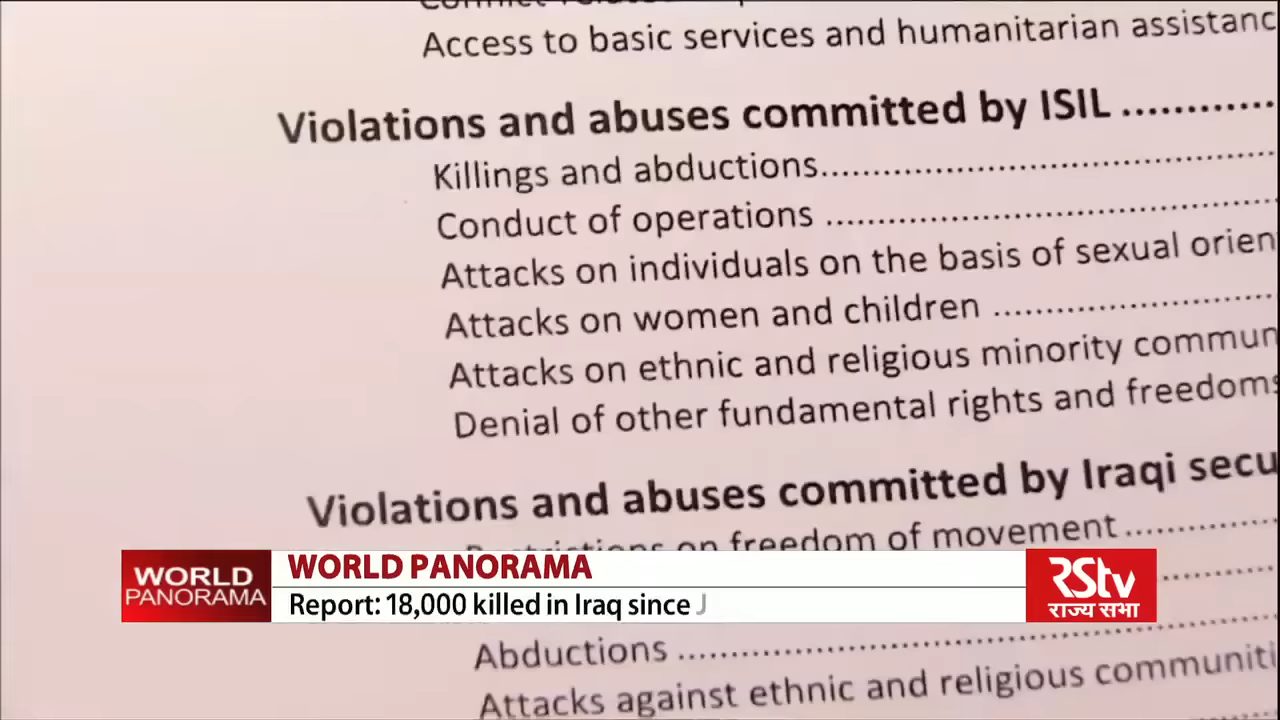 Access to basic services and humanitarian assistanc
Violations and abuses committed by ISIL ............
Killings and abductions..............................
Conduct of operations ..............................
Attacks on individuals on the basis of sexual orien
Attacks on women and children ...................
Attacks on ethnic and religious minority commun
Denial of other fundamental rights and freedoms
Violations and abuses committed by Iraqi secu
on freedom of movement ............
WORLD PANORAMA
WORLD PANORAMA
Report: 18,000 killed in Iraq since J
RStv
राज्य सभा
Abductions ..............................
Attacks against ethnic and religious communiti